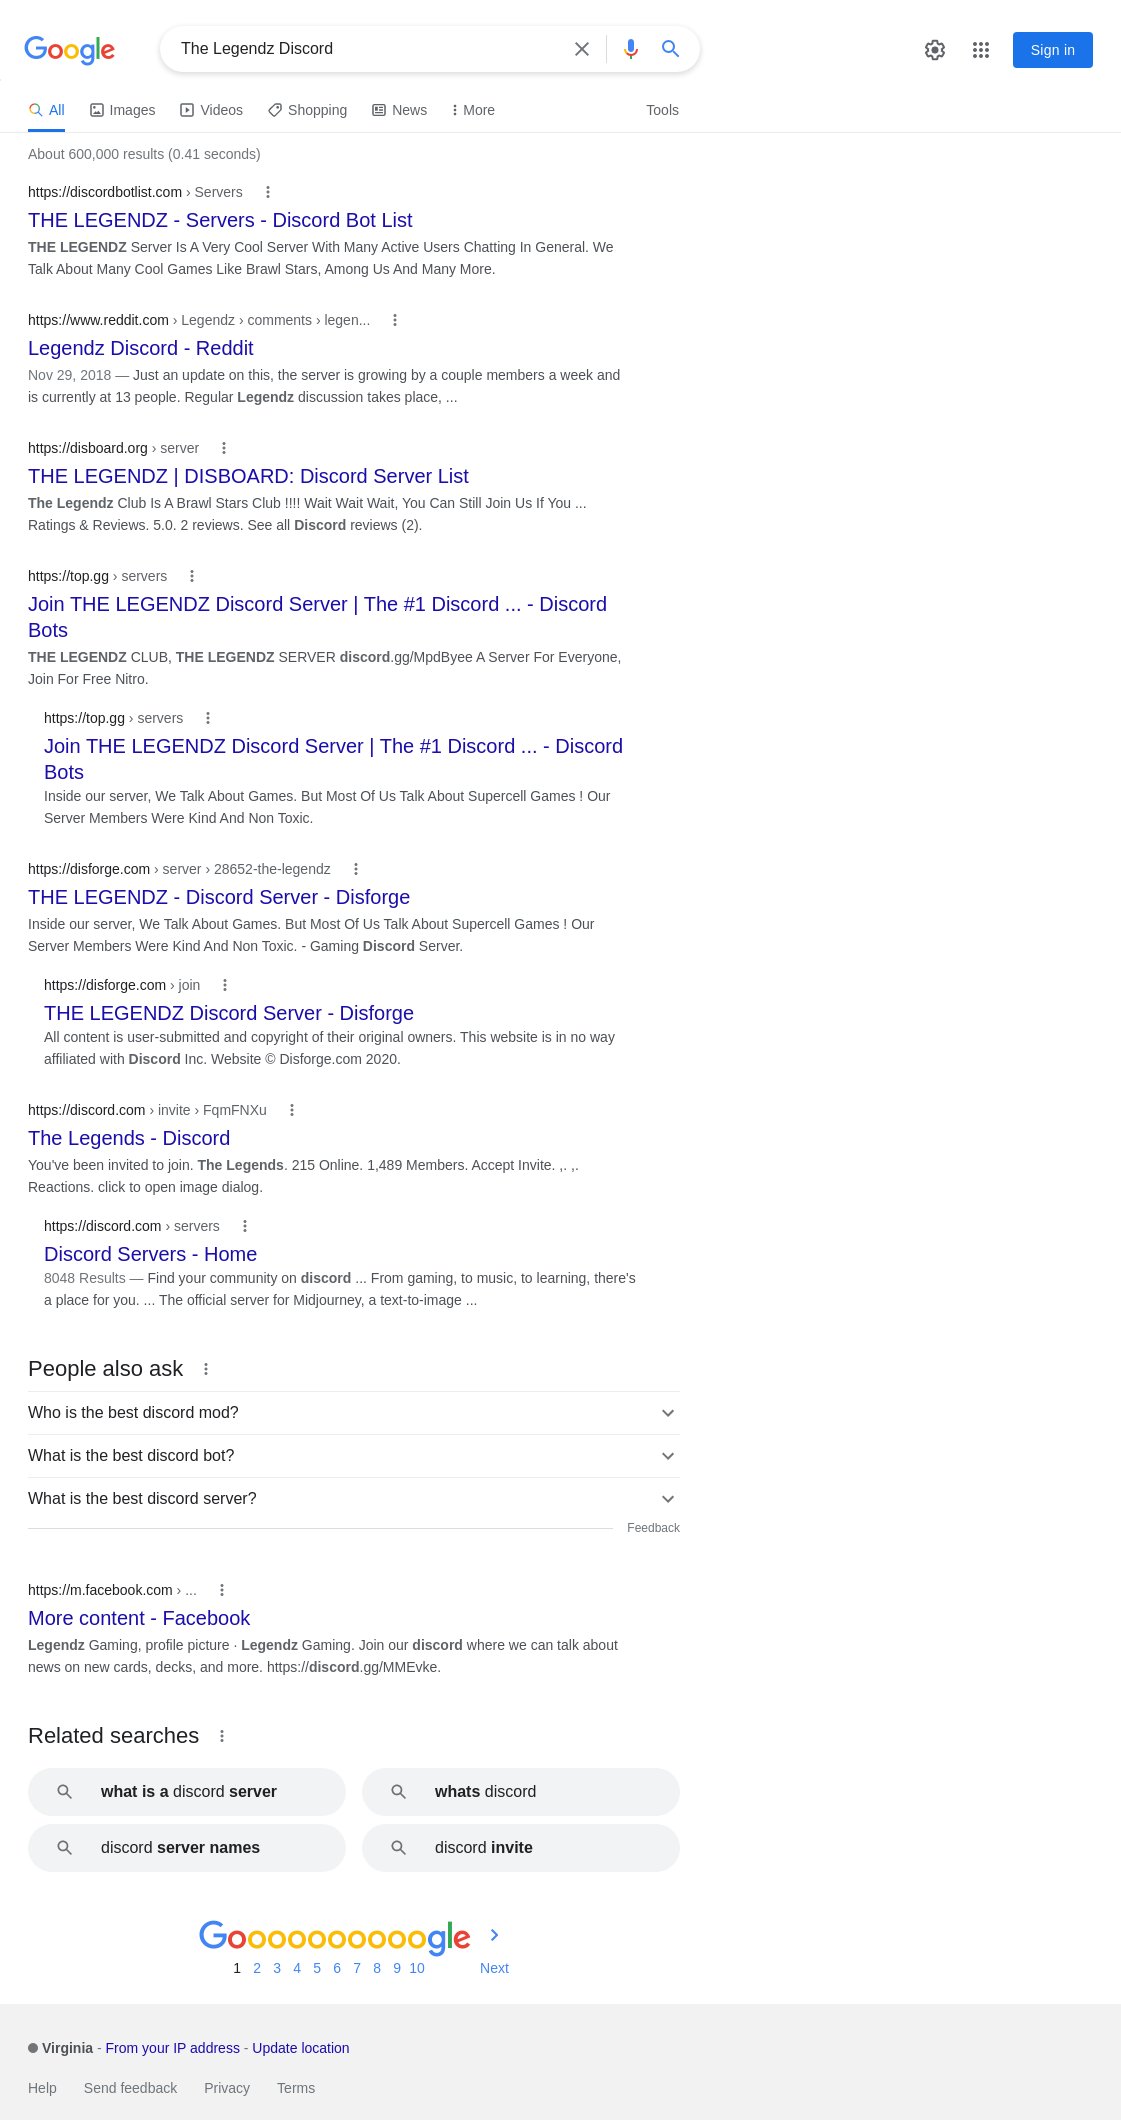 Google
The Legendz Discord
Sign in
All Images Videos Shopping News More Tools
About 600,000 results (0.41 seconds)
https://discordbotlist.com › Servers
THE LEGENDZ - Servers - Discord Bot List
THE LEGENDZ Server Is A Very Cool Server With Many Active Users Chatting In General. We
Talk About Many Cool Games Like Brawl Stars, Among Us And Many More.
https://www.reddit.com › Legendz › comments › legen...
Legendz Discord - Reddit
Nov 29, 2018 — Just an update on this, the server is growing by a couple members a week and
is currently at 13 people. Regular Legendz discussion takes place, ...
https://disboard.org › server
THE LEGENDZ | DISBOARD: Discord Server List
The Legendz Club Is A Brawl Stars Club !!!! Wait Wait Wait, You Can Still Join Us If You ...
Ratings & Reviews. 5.0. 2 reviews. See all Discord reviews (2).
https://top.gg › servers
Join THE LEGENDZ Discord Server | The #1 Discord ... - Discord
Bots
THE LEGENDZ CLUB, THE LEGENDZ SERVER discord.gg/MpdByee A Server For Everyone,
Join For Free Nitro.
https://top.gg › servers
Join THE LEGENDZ Discord Server | The #1 Discord ... - Discord
Bots
Inside our server, We Talk About Games. But Most Of Us Talk About Supercell Games ! Our
Server Members Were Kind And Non Toxic.
https://disforge.com › server › 28652-the-legendz
THE LEGENDZ - Discord Server - Disforge
Inside our server, We Talk About Games. But Most Of Us Talk About Supercell Games ! Our
Server Members Were Kind And Non Toxic. - Gaming Discord Server.
https://disforge.com › join
THE LEGENDZ Discord Server - Disforge
All content is user-submitted and copyright of their original owners. This website is in no way
affiliated with Discord Inc. Website © Disforge.com 2020.
https://discord.com › invite › FqmFNXu
The Legends - Discord
You've been invited to join. The Legends. 215 Online. 1,489 Members. Accept Invite. ,. ,.
Reactions. click to open image dialog.
https://discord.com › servers
Discord Servers - Home
8048 Results — Find your community on discord ... From gaming, to music, to learning, there's
a place for you. ... The official server for Midjourney, a text-to-image ...
People also ask
Who is the best discord mod?
What is the best discord bot?
What is the best discord server?
Feedback
https://m.facebook.com › ...
More content - Facebook
Legendz Gaming, profile picture · Legendz Gaming. Join our discord where we can talk about
news on new cards, decks, and more. https://discord.gg/MMEvke.
Related searches
what is a discord server
whats discord
discord server names
discord invite
Goooooooooogle
1 2 3 4 5 6 7 8 9 10 Next
Virginia - From your IP address - Update location
Help Send feedback Privacy Terms